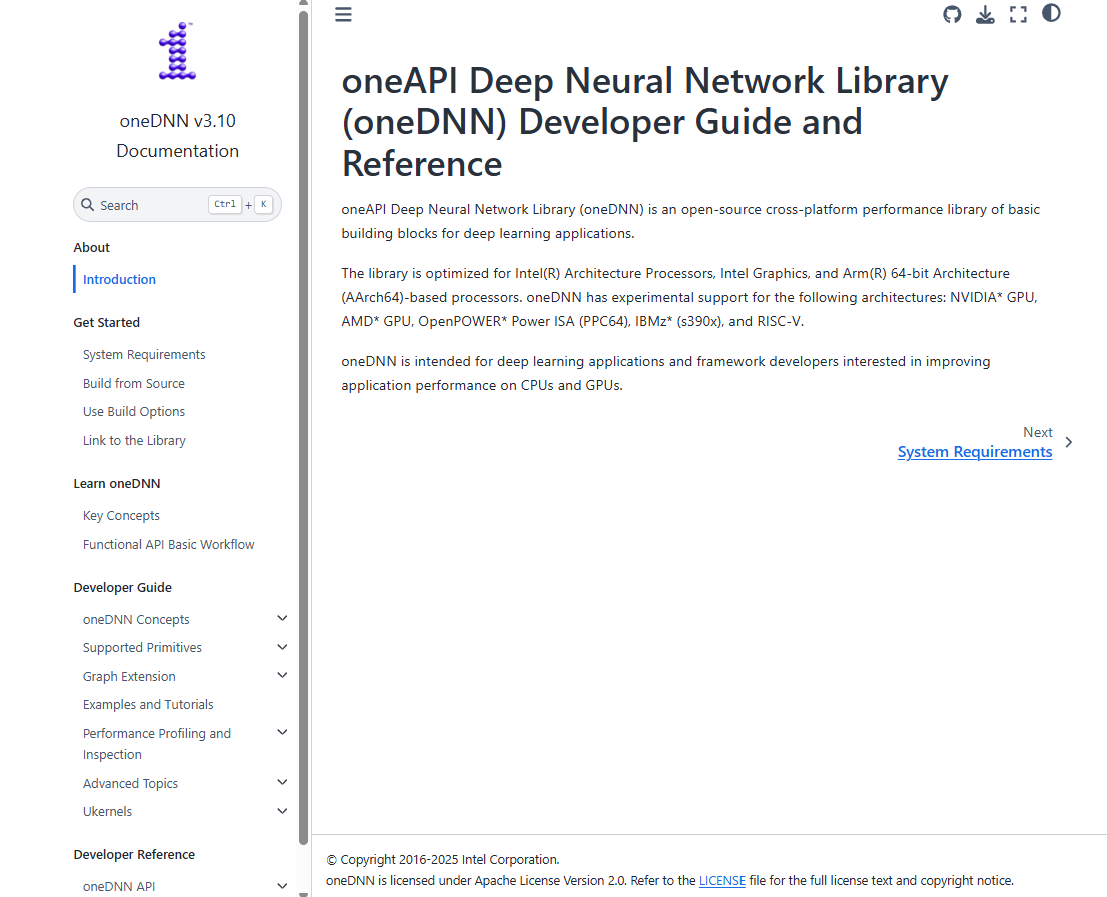 oneDNN v3.10
Documentation
Search
Ctrl + K
About
Introduction
Get Started
System Requirements
Build from Source
Use Build Options
Link to the Library
Learn oneDNN
Key Concepts
Functional API Basic Workflow
Developer Guide
oneDNN Concepts
Supported Primitives
Graph Extension
Examples and Tutorials
Performance Profiling and
Inspection
Advanced Topics
Ukernels
Developer Reference
oneDNN API
oneAPI Deep Neural Network Library
(oneDNN) Developer Guide and
Reference
oneAPI Deep Neural Network Library (oneDNN) is an open-source cross-platform performance library of basic
building blocks for deep learning applications.
The library is optimized for Intel(R) Architecture Processors, Intel Graphics, and Arm(R) 64-bit Architecture
(AArch64)-based processors. oneDNN has experimental support for the following architectures: NVIDIA* GPU,
AMD* GPU, OpenPOWER* Power ISA (PPC64), IBMz* (s390x), and RISC-V.
oneDNN is intended for deep learning applications and framework developers interested in improving
application performance on CPUs and GPUs.
Next
System Requirements
© Copyright 2016-2025 Intel Corporation.
oneDNN is licensed under Apache License Version 2.0. Refer to the LICENSE file for the full license text and copyright notice.